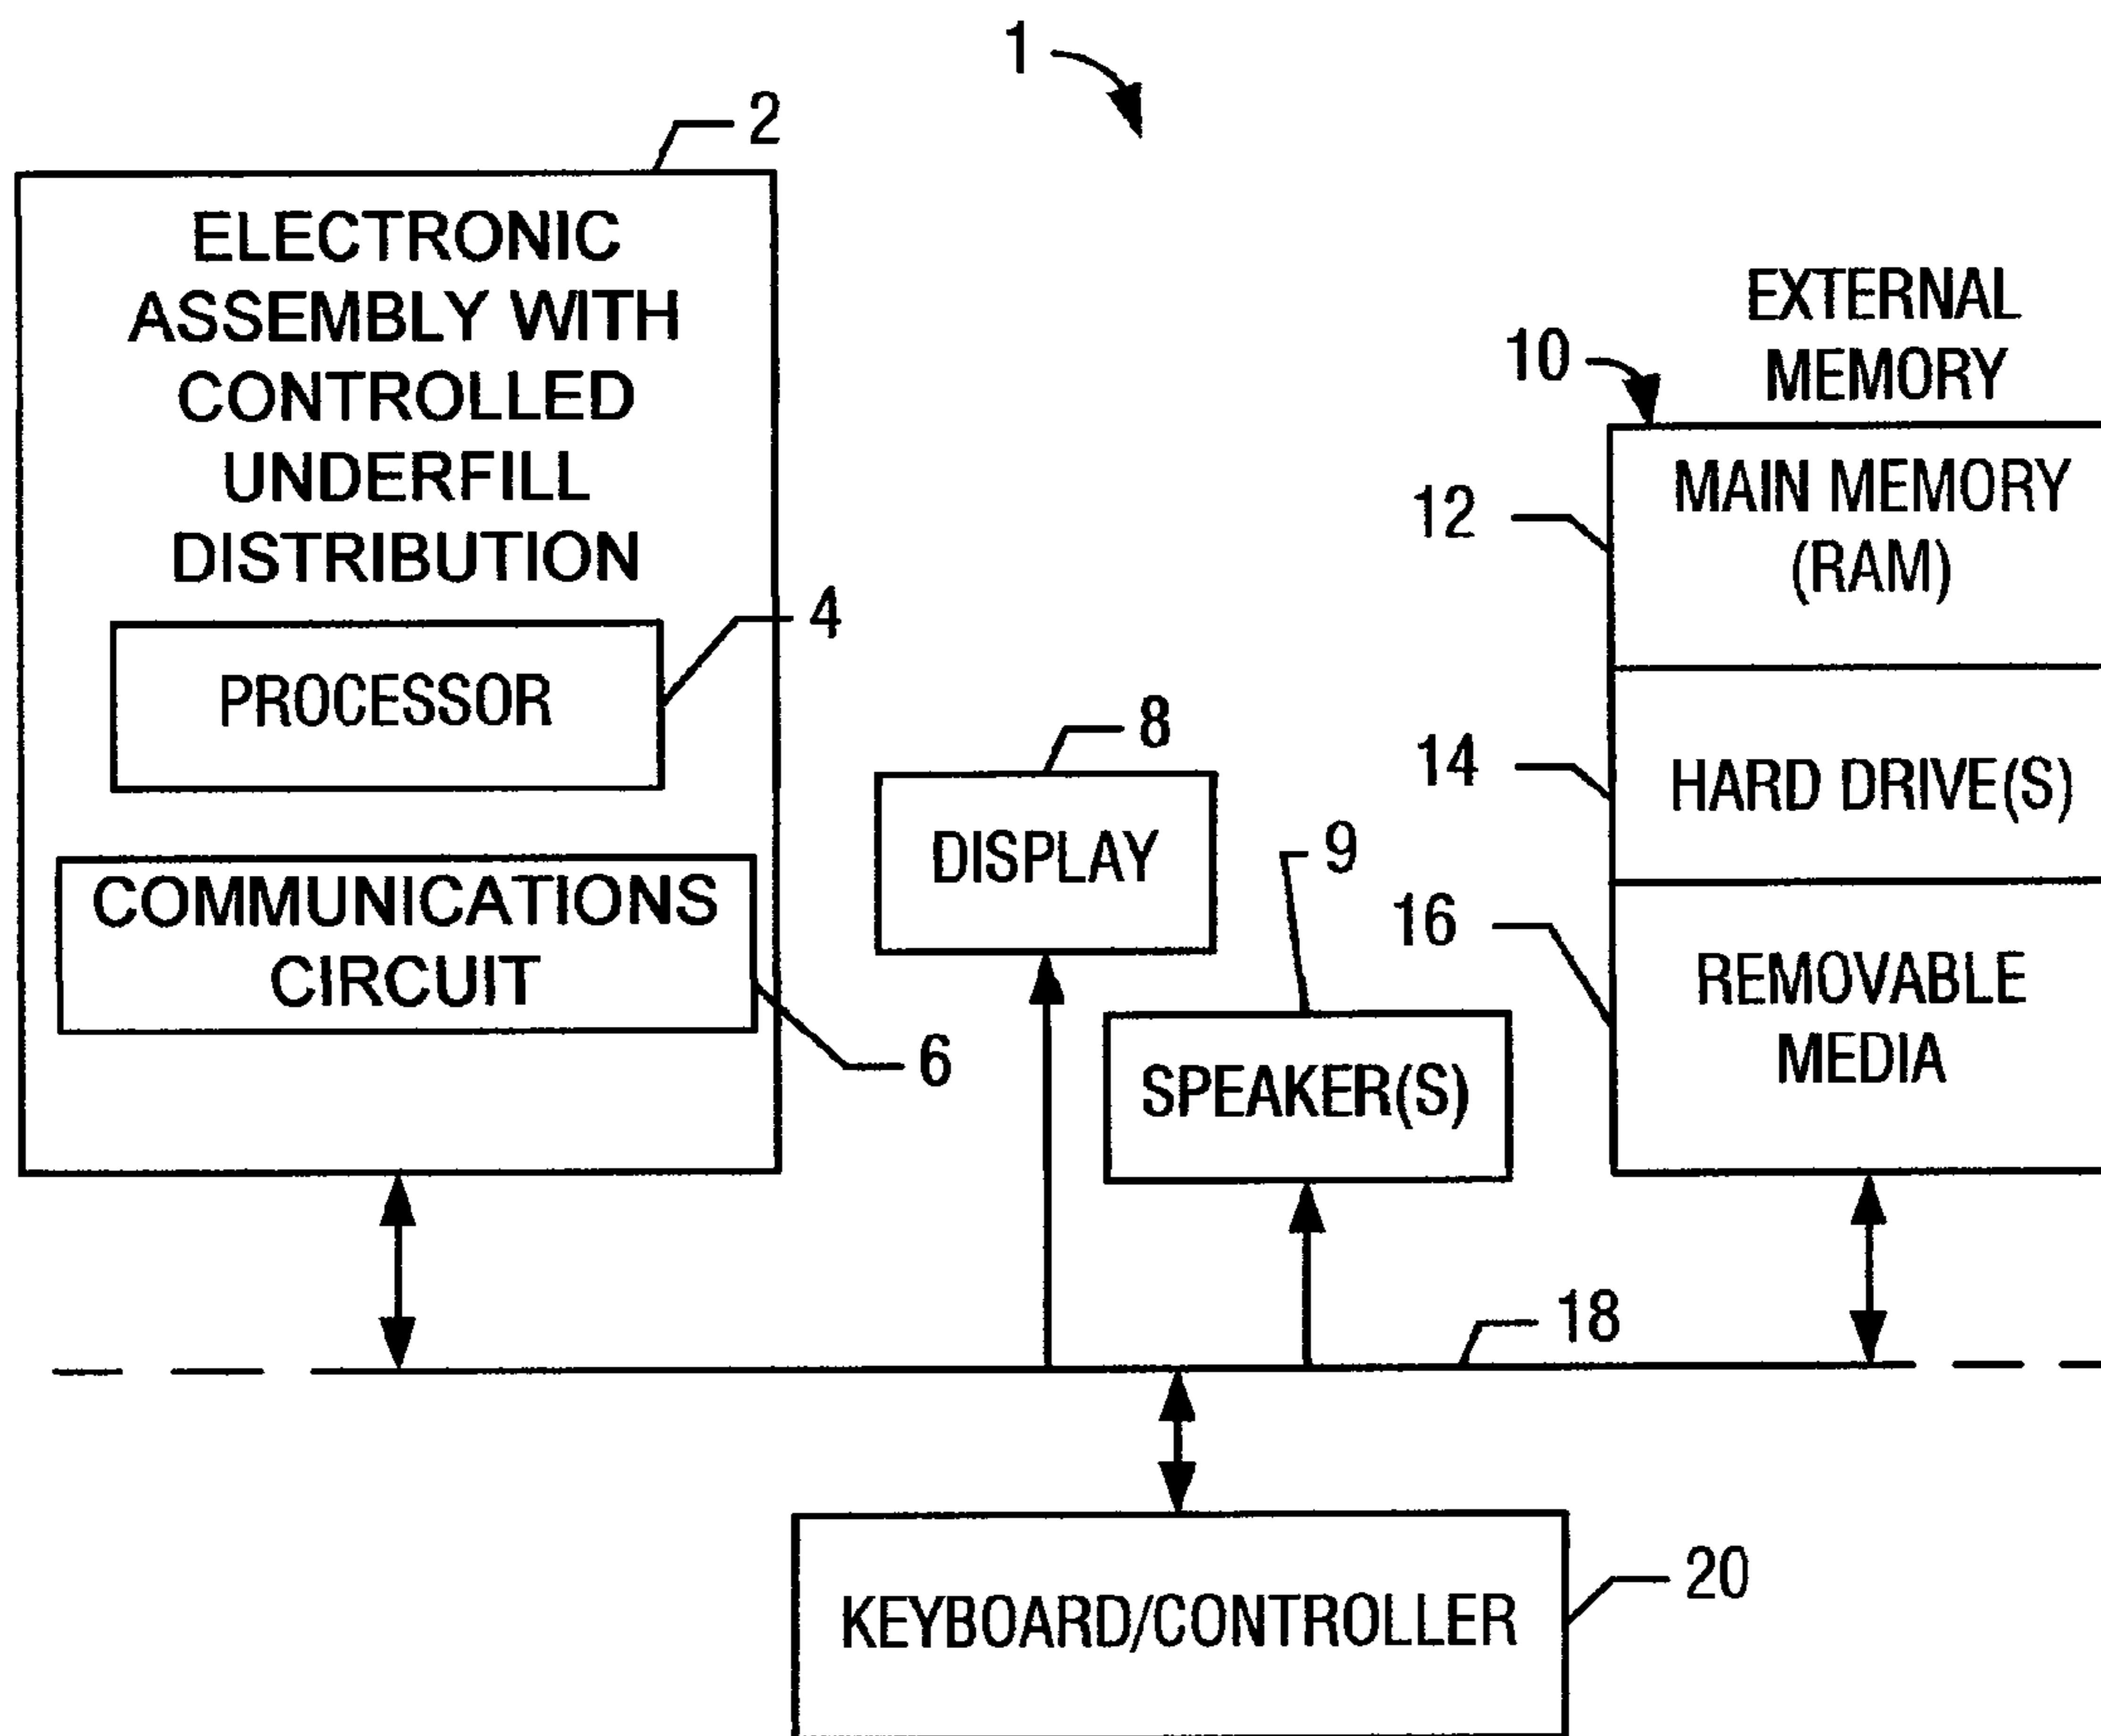 1
2
ELECTRONIC
ASSEMBLY WITH
CONTROLLED
UNDERFILL
DISTRIBUTION
4
PROCESSOR
COMMUNICATIONS
CIRCUIT
6
8
DISPLAY
9
SPEAKER(S)
EXTERNAL
MEMORY
10
12
MAIN MEMORY
(RAM)
14
HARD DRIVE(S)
16
REMOVABLE
MEDIA
18
KEYBOARD/CONTROLLER
20